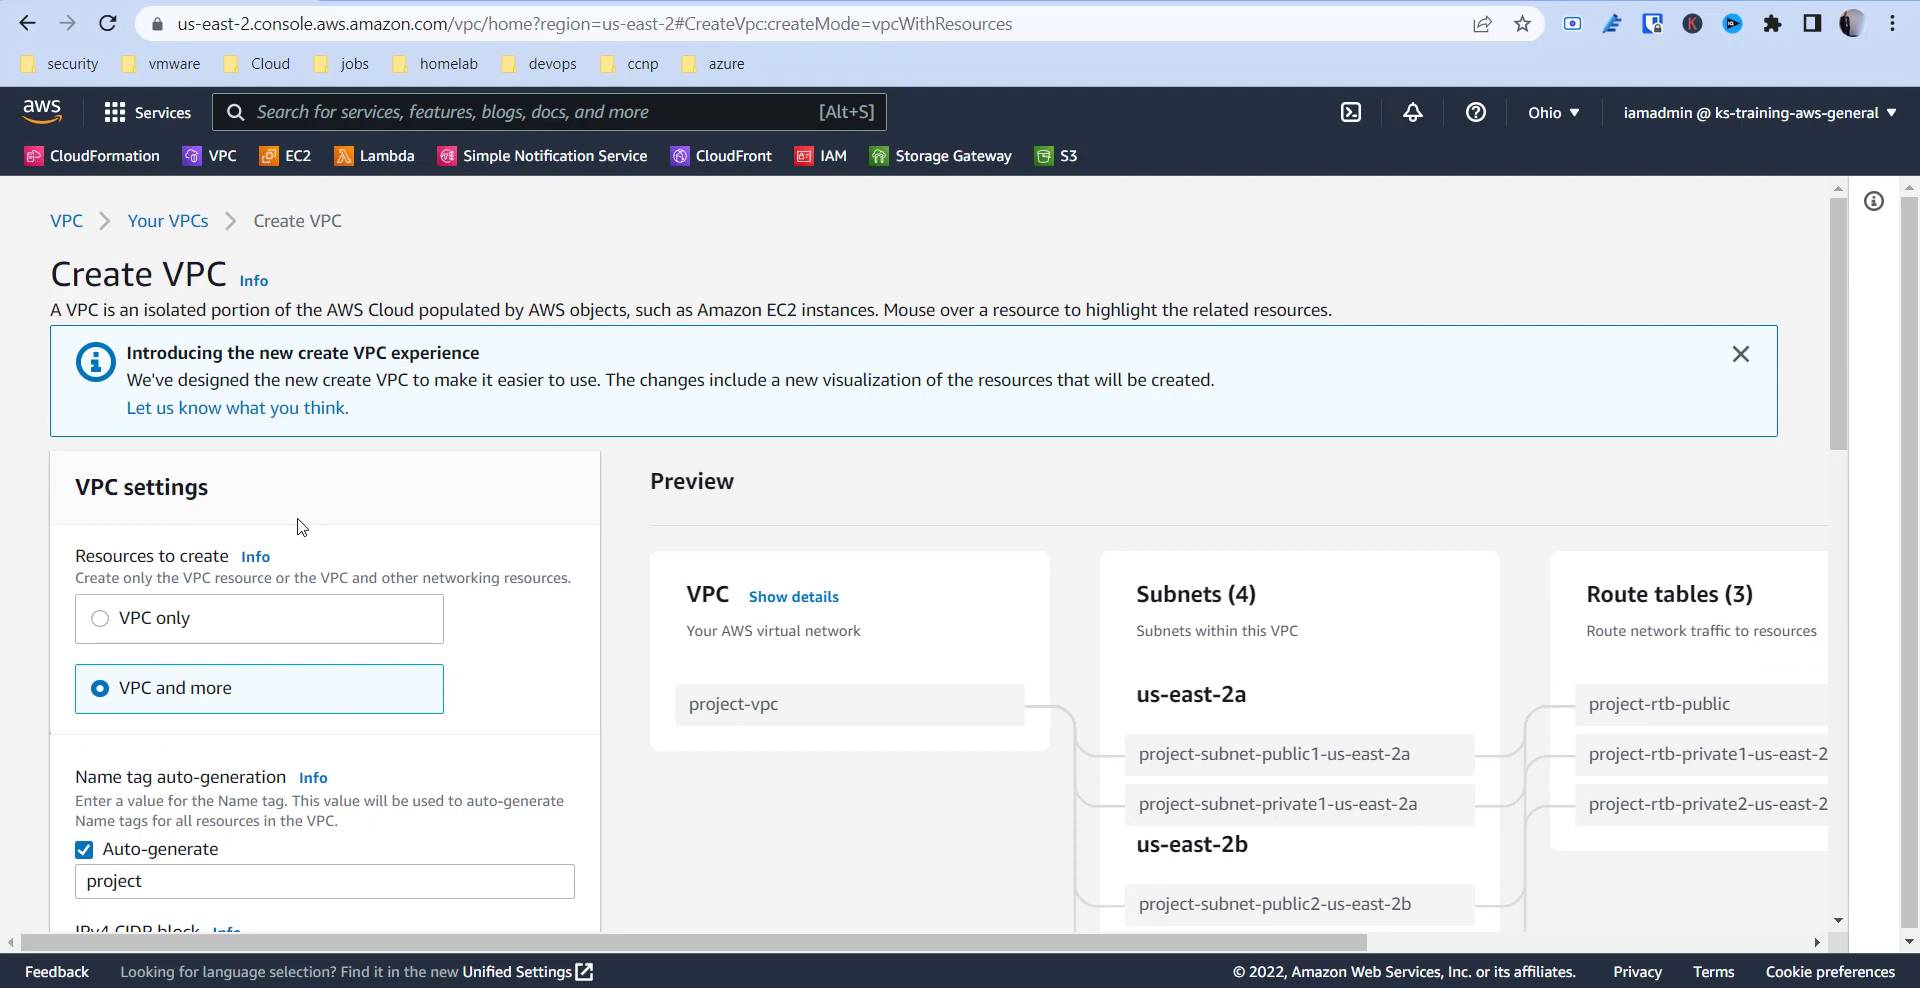 us-east-2.console.aws.amazon.com/vpc/home?region=us-east-2#CreateVpc:createMode=vpcWithResources
security vmware Cloud jobs homelab devops ccnp azure
aws Services Search for services, features, blogs, docs, and more [Alt+S] Ohio iamadmin @ ks-training-aws-general
CloudFormation VPC EC2 Lambda Simple Notification Service CloudFront IAM Storage Gateway S3
VPC Your VPCs Create VPC
Create VPC Info
A VPC is an isolated portion of the AWS Cloud populated by AWS objects, such as Amazon EC2 instances. Mouse over a resource to highlight the related resources.
Introducing the new create VPC experience
We've designed the new create VPC to make it easier to use. The changes include a new visualization of the resources that will be created.
Let us know what you think.
VPC settings
Resources to create Info
Create only the VPC resource or the VPC and other networking resources.
VPC only
VPC and more
Name tag auto-generation Info
Enter a value for the Name tag. This value will be used to auto-generate
Name tags for all resources in the VPC.
Auto-generate
project
IPv4 CIDR block Info
Preview
VPC Show details
Your AWS virtual network
project-vpc
Subnets (4)
Subnets within this VPC
us-east-2a
project-subnet-public1-us-east-2a
project-subnet-private1-us-east-2a
us-east-2b
project-subnet-public2-us-east-2b
Route tables (3)
Route network traffic to resources
project-rtb-public
project-rtb-private1-us-east-2
project-rtb-private2-us-east-2
Feedback Looking for language selection? Find it in the new Unified Settings © 2022, Amazon Web Services, Inc. or its affiliates. Privacy Terms Cookie preferences